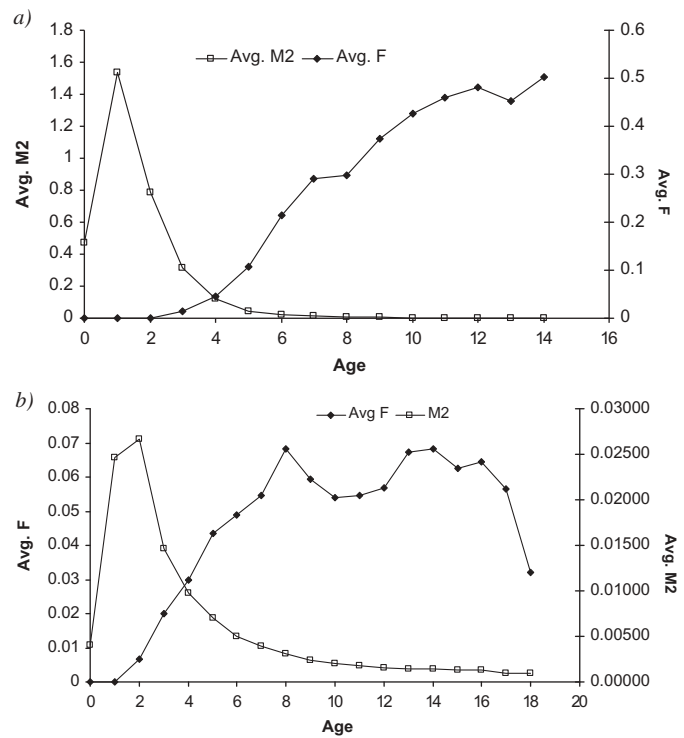 a)
Avg. M2 Avg. F
1.8 0.6
1.6
1.4 0.5
1.2 0.4
1
0.8 0.3
0.6 0.2
0.4
0.2 0.1
0 0
0 2 4 6 8 10 12 14 16
Avg. M2
Avg. F
Age
b)
Avg F M2
0.08 0.03000
0.07 0.02500
0.06
0.05 0.02000
0.04 0.01500
0.03 0.01000
0.02
0.01 0.00500
0 0.00000
0 2 4 6 8 10 12 14 16 18 20
Avg. F
Avg. M2
Age